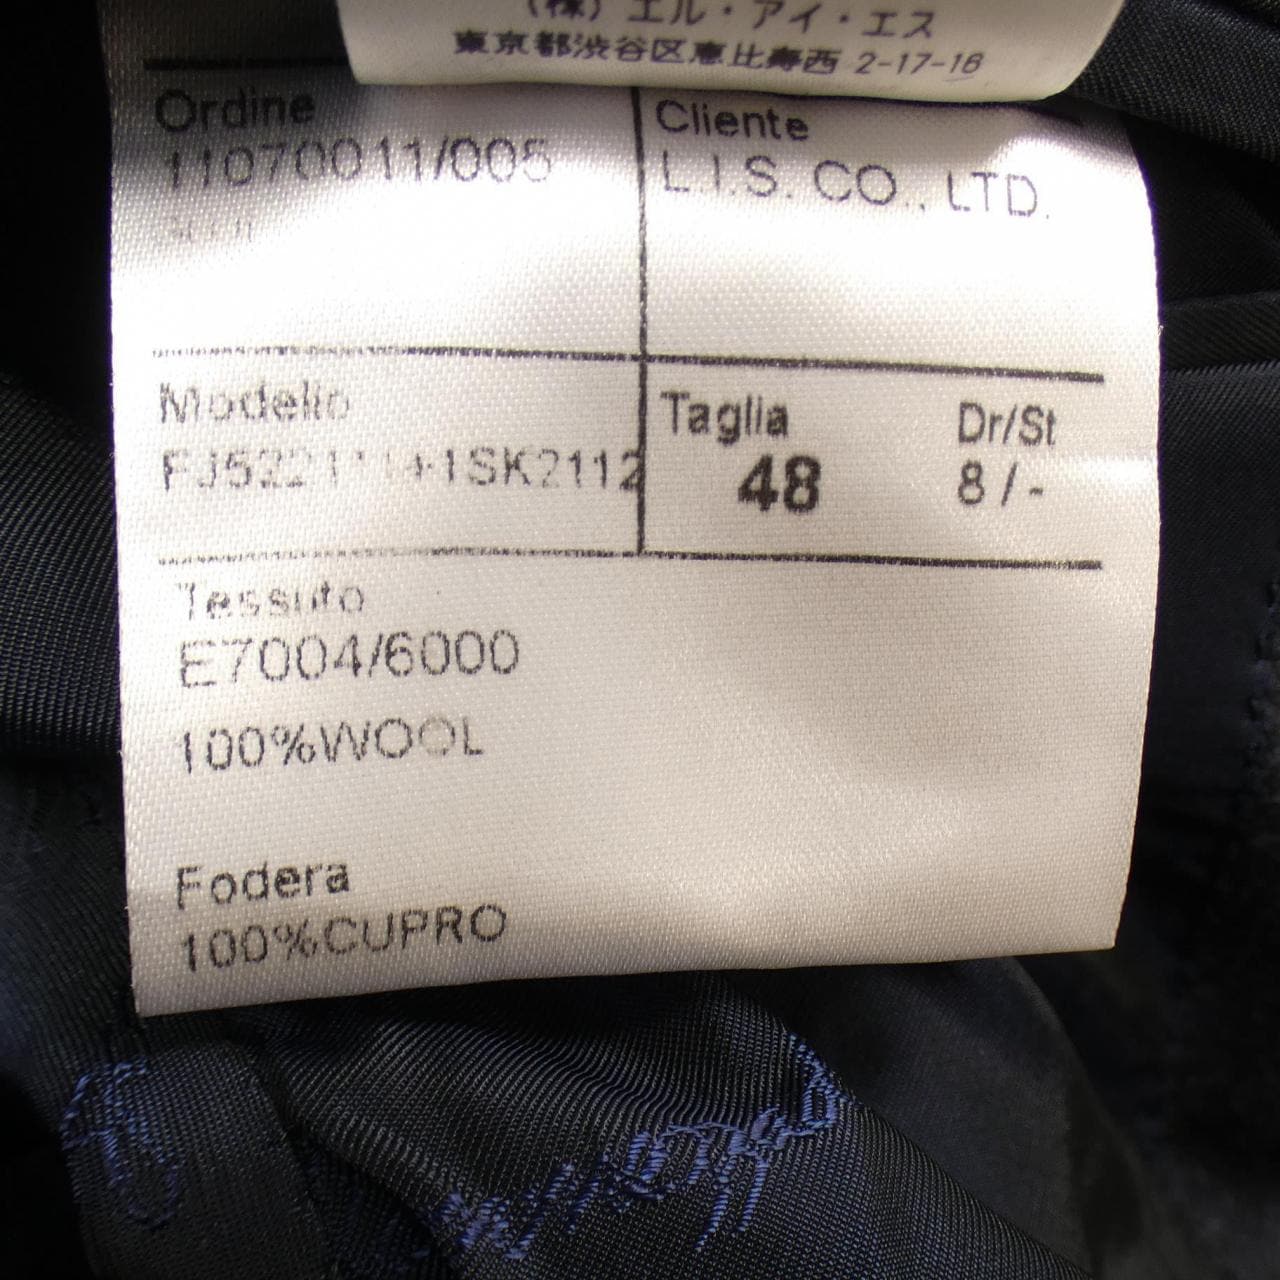 （株）エル・アイ・エス
東京都渋谷区恵比寿西 2-17-16
Ordine
11070011/005
Cliente
L.I.S. CO., LTD.
Modello
Taglia
48
Dr/St
8 / -
Tessuto
E7004/6000
100%WOOL
Fodera
100%CUPRO